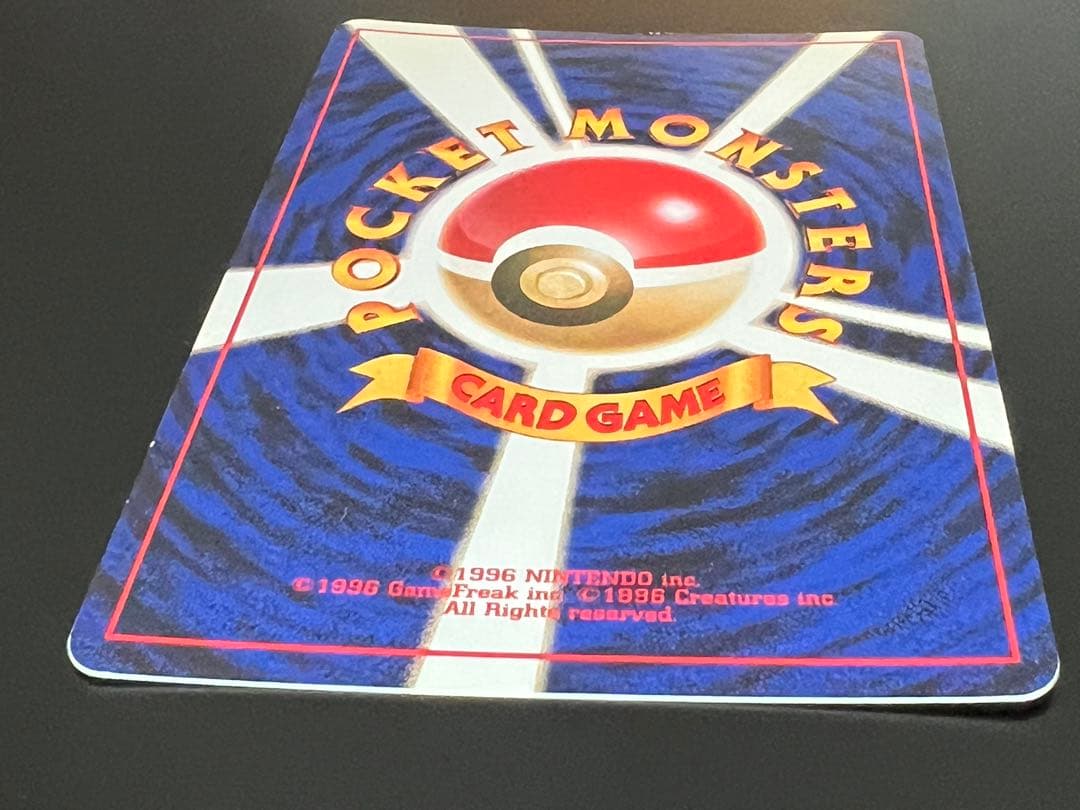 POCKET MONSTERS
CARD GAME
©1996 NINTENDO inc.
©1996 GameFreak inc ©1996 Creatures inc.
All Rights reserved.